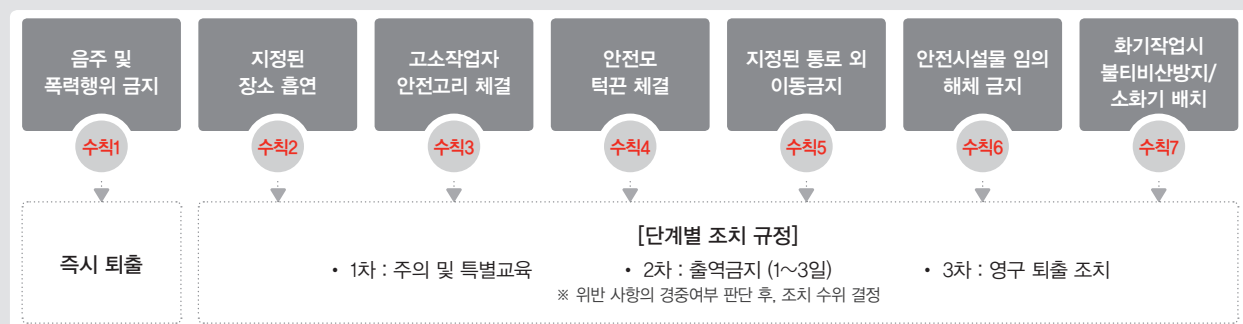 음주 및
폭력행위 금지
지정된
장소 흡연
고소작업자
안전고리 체결
안전모
턱끈 체결
지정된 통로 외
이동금지
안전시설물 임의
해체 금지
화기작업시
불티비산방지/
소화기 배치
수칙1
수칙2
수칙3
수칙4
수칙5
수칙6
수칙7
즉시 퇴출
[단계별 조치 규정]
• 1차 : 주의 및 특별교육 • 2차 : 출역금지 (1~3일) • 3차 : 영구 퇴출 조치
※ 위반 사항의 경중여부 판단 후, 조치 수위 결정